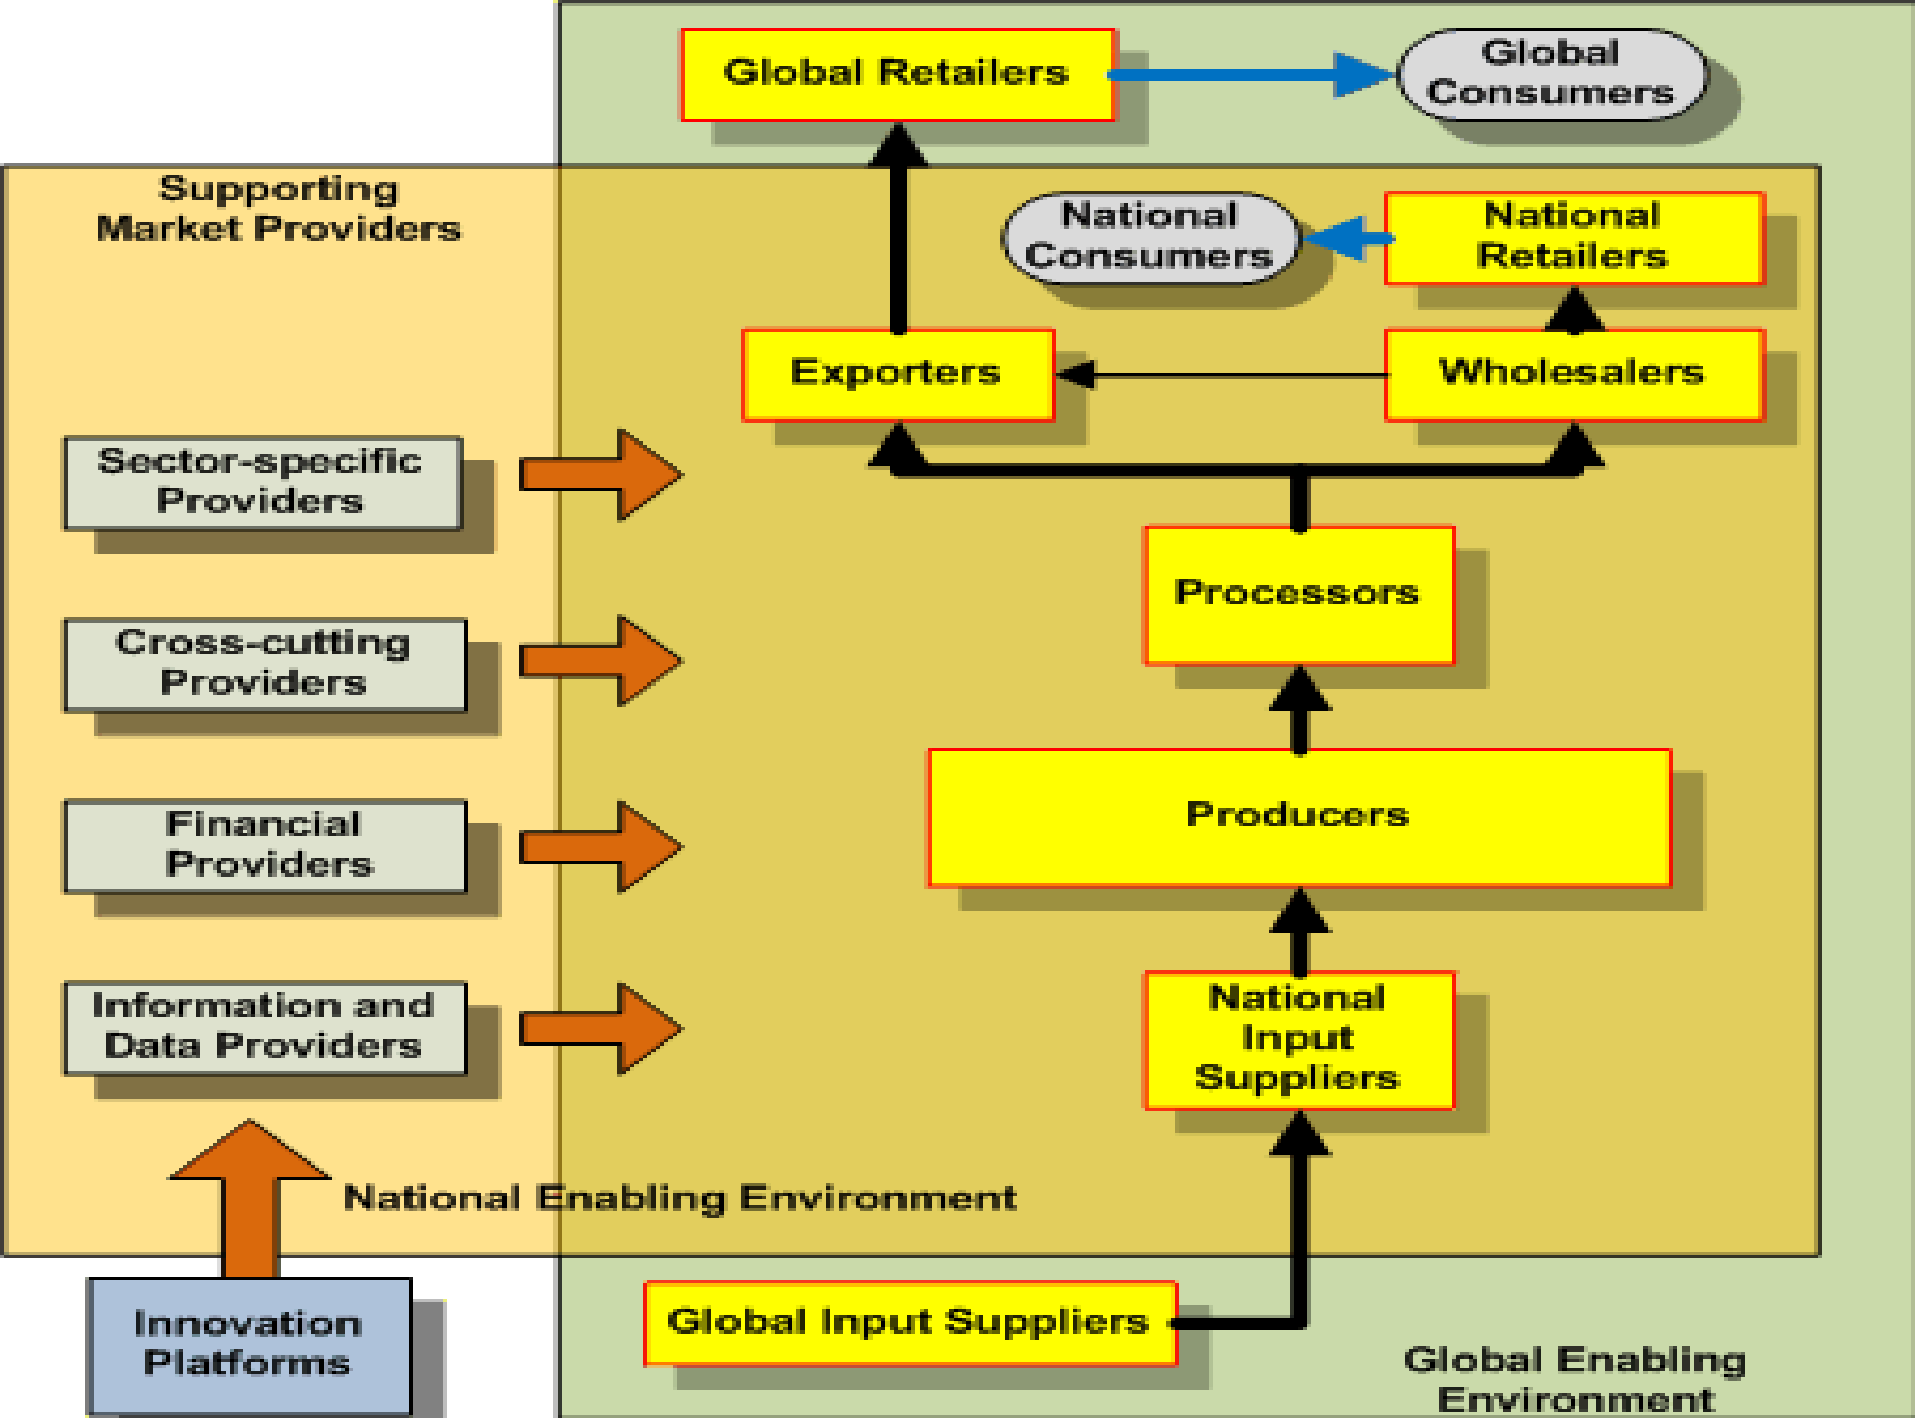 Global Retailers
Global
Consumers
Supporting
Market Providers
National
Consumers
National
Retailers
Exporters
Wholesalers
Sector-specific
Providers
Processors
Cross-cutting
Providers
Producers
Financial
Providers
National
Input
Suppliers
Information and
Data Providers
National Enabling Environment
Innovation
Platforms
Global Input Suppliers
Global Enabling
Environment